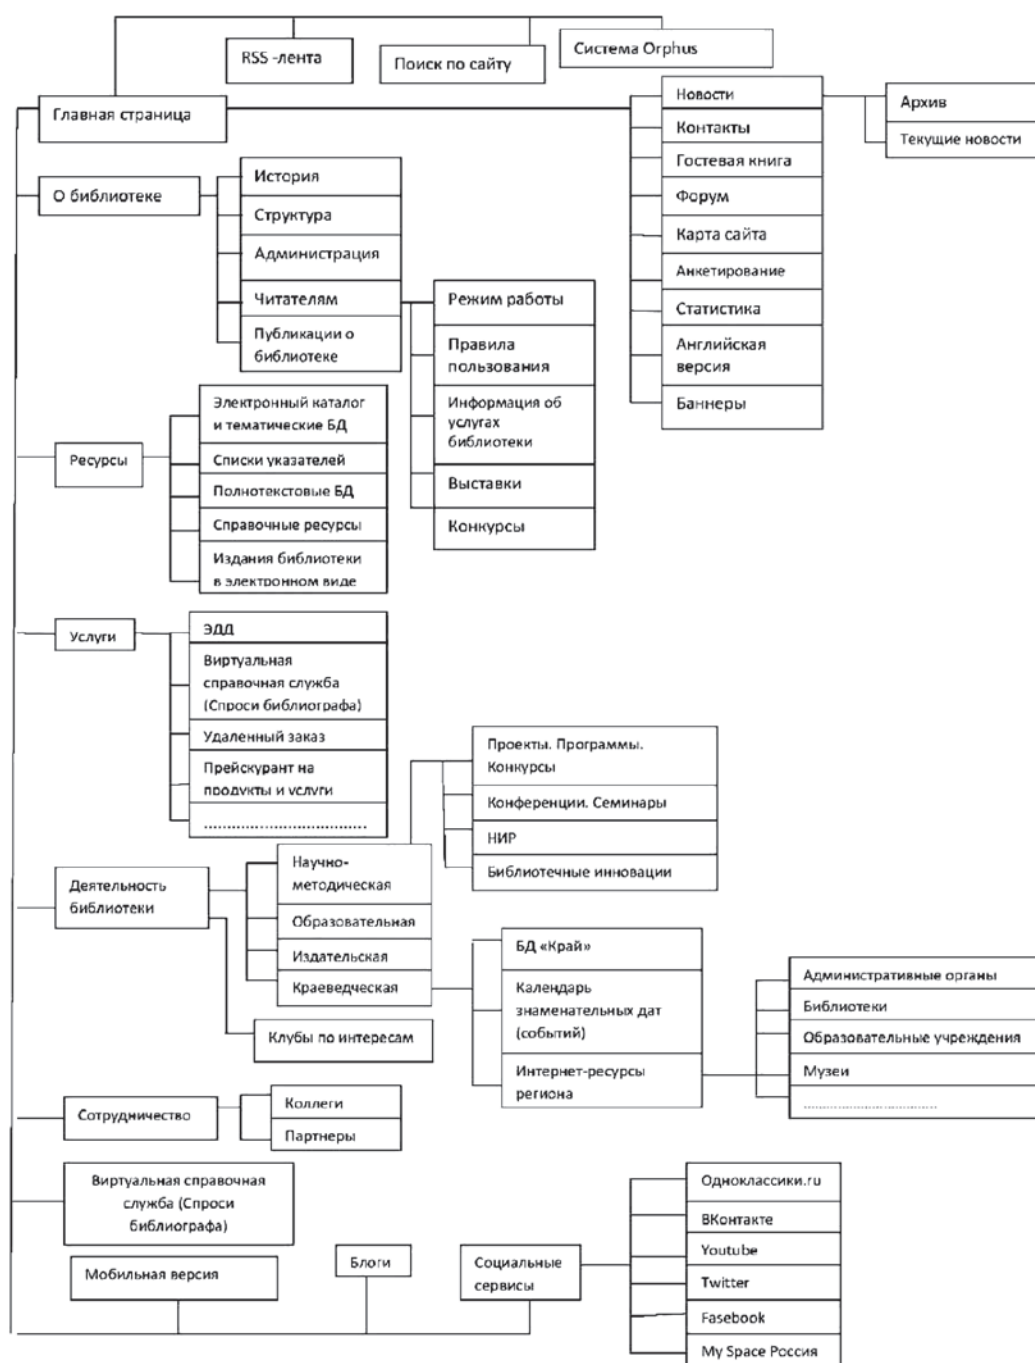 RSS -лента
Поиск по сайту
Система Orphus
Главная страница
Новости
Контакты
Гостевая книга
Форум
Карта сайта
Анкетирование
Статистика
Английская
версия
Баннеры
Архив
Текущие новости
О библиотеке
История
Структура
Администрация
Читателям
Публикации о
библиотеке
Режим работы
Правила
пользования
Информация об
услугах
библиотеки
Выставки
Конкурсы
Ресурсы
Электронный каталог
и тематические БД
Списки указателей
Полнотекстовые БД
Справочные ресурсы
Издания библиотеки
в электронном виде
Услуги
ЭДД
Виртуальная
справочная служба
(Спроси библиографа)
Удаленный заказ
Прейскурант на
продукты и услуги
....................................
Деятельность
библиотеки
Научно-
методическая
Образовательная
Издательская
Краеведческая
Клубы по интересам
Проекты. Программы.
Конкурсы
Конференции. Семинары
НИР
Библиотечные инновации
БД «Край»
Календарь
знаменательных дат
(событий)
Интернет-ресурсы
региона
Административные органы
Библиотеки
Образовательные учреждения
Музеи
....................................
Сотрудничество
Коллеги
Партнеры
Виртуальная справочная
служба (Спроси
библиографа)
Мобильная версия
Блоги
Социальные
сервисы
Одноклассики.ru
ВКонтакте
Youtube
Twitter
Fasebook
My Space Россия